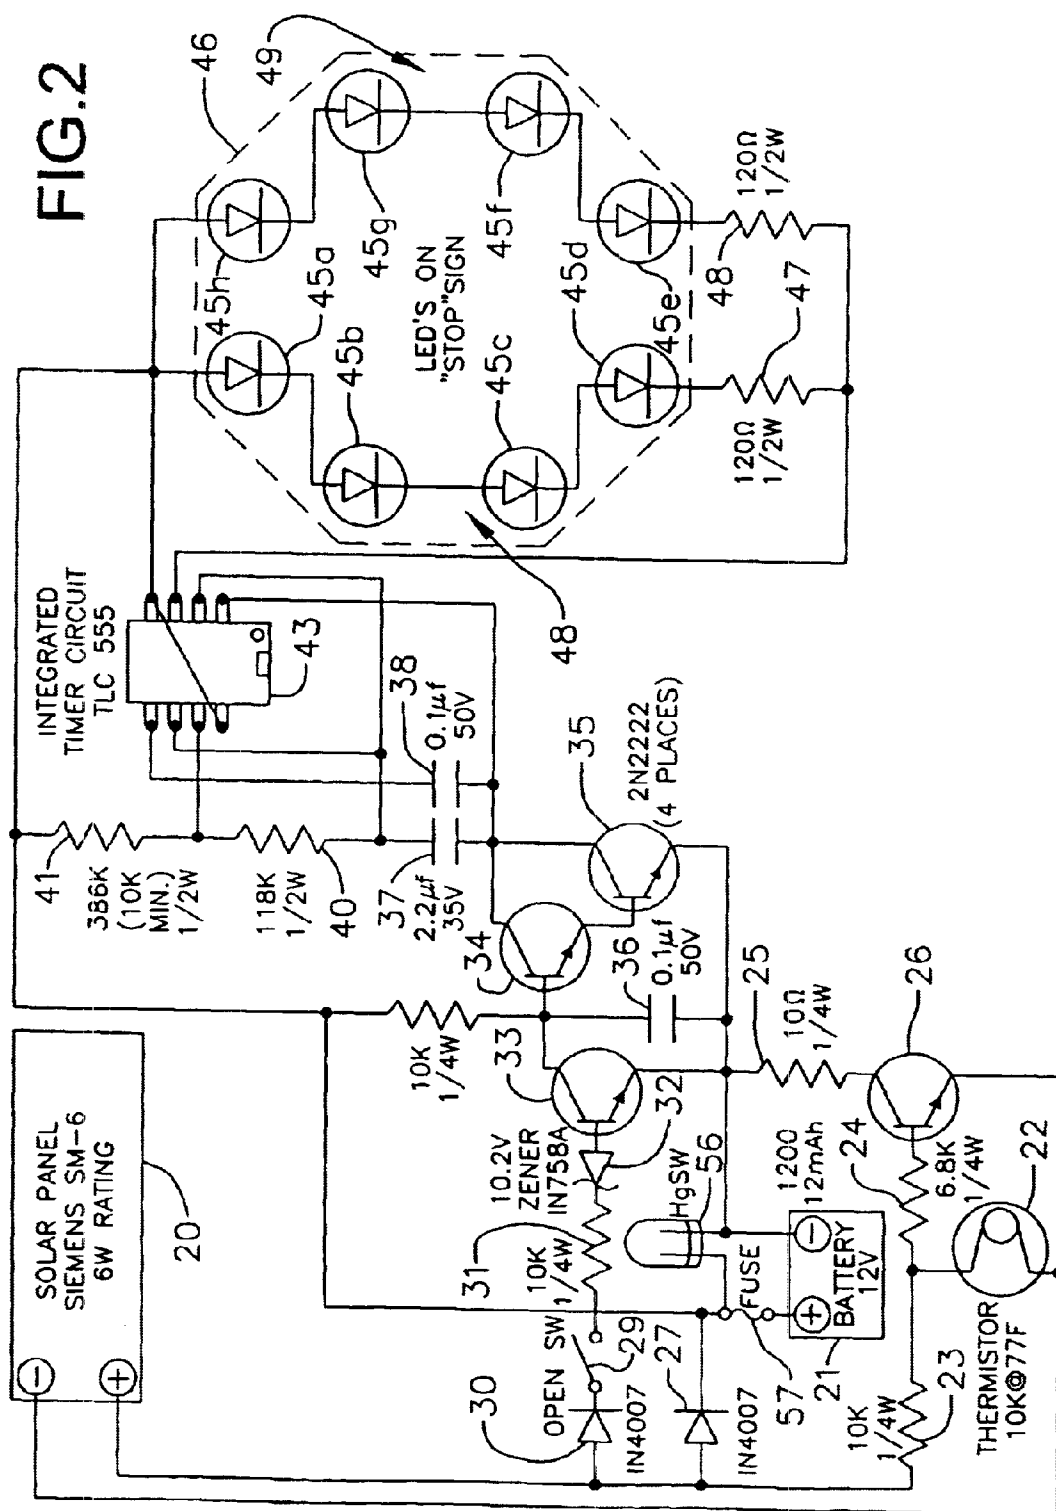 FIG.2
SOLAR PANEL
SIEMENS SM-6
6W RATING
20
41
386K
(10K
MIN.)
1/2W
118K
1/2W
40
INTEGRATED
TIMER CIRCUIT
TLC 555
43
46
49
45h
45a
45g
45b
LED'S ON
"STOP"SIGN
45f
45c
45d
45e
48
48
47
120Ω
1/2W
120Ω
1/2W
37
2.2µf
35V
38
0.1µf
50V
34
35
2N2222
(4 PLACES)
10K
1/4W
33
36
0.1µf
50V
30
OPEN SW
29
IN4007
31
10K
1/4W
10.2V
ZENER
IN758A
32
27
IN4007
HgSW
56
FUSE
57
21
BATTERY
12V
1200
12mAh
25
10Ω
1/4W
26
24
6.8K
1/4W
22
10K
1/4W
23
THERMISTOR
10K@77F